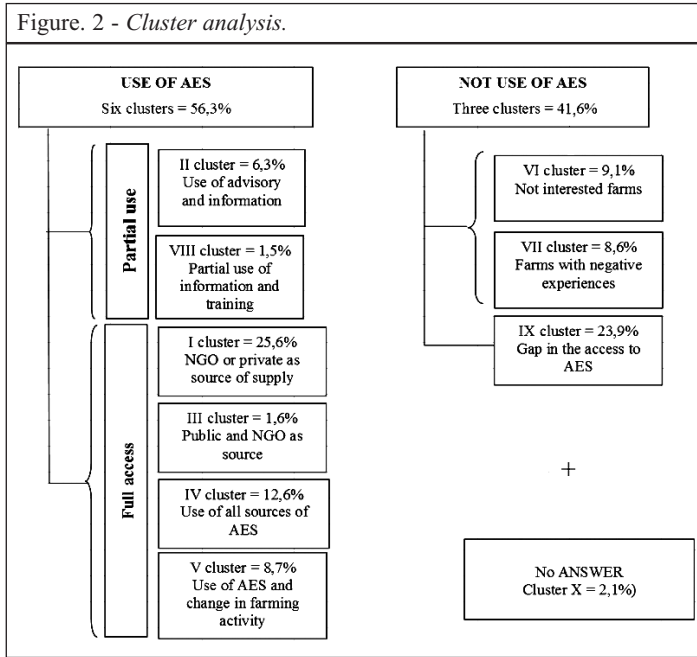 Figure. 2 - Cluster analysis.
USE OF AES
Six clusters = 56,3%
Partial use
II cluster = 6,3%
Use of advisory
and information
VIII cluster = 1,5%
Partial use of
information and
training
Full access
I cluster = 25,6%
NGO or private as
source of supply
III cluster = 1,6%
Public and NGO as
source
IV cluster = 12,6%
Use of all sources of
AES
V cluster = 8,7%
Use of AES and
change in farming
activity
NOT USE OF AES
Three clusters = 41,6%
VI cluster = 9,1%
Not interested farms
VII cluster = 8,6%
Farms with negative
experiences
IX cluster = 23,9%
Gap in the access to
AES
+
No ANSWER
Cluster X = 2,1%)